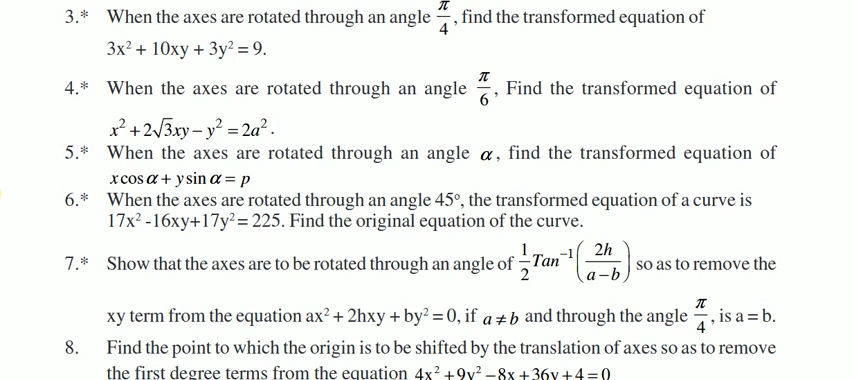 3.* When the axes are rotated through an angle π/4, find the transformed equation of
3x² + 10xy + 3y² = 9.
4.* When the axes are rotated through an angle π/6, Find the transformed equation of
x² + 2√3xy – y² = 2a².
5.* When the axes are rotated through an angle α, find the transformed equation of
x cos α + y sin α = p
6.* When the axes are rotated through an angle 45º, the transformed equation of a curve is
17x² -16xy+17y²= 225. Find the original equation of the curve.
7.* Show that the axes are to be rotated through an angle of 1/2 Tan⁻¹(2h/(a–b)) so as to remove the
xy term from the equation ax² + 2hxy + by² = 0, if a ≠ b and through the angle π/4, is a = b.
8. Find the point to which the origin is to be shifted by the translation of axes so as to remove
the first degree terms from the equation 4x² + 9y² – 8x + 36y + 4 = 0